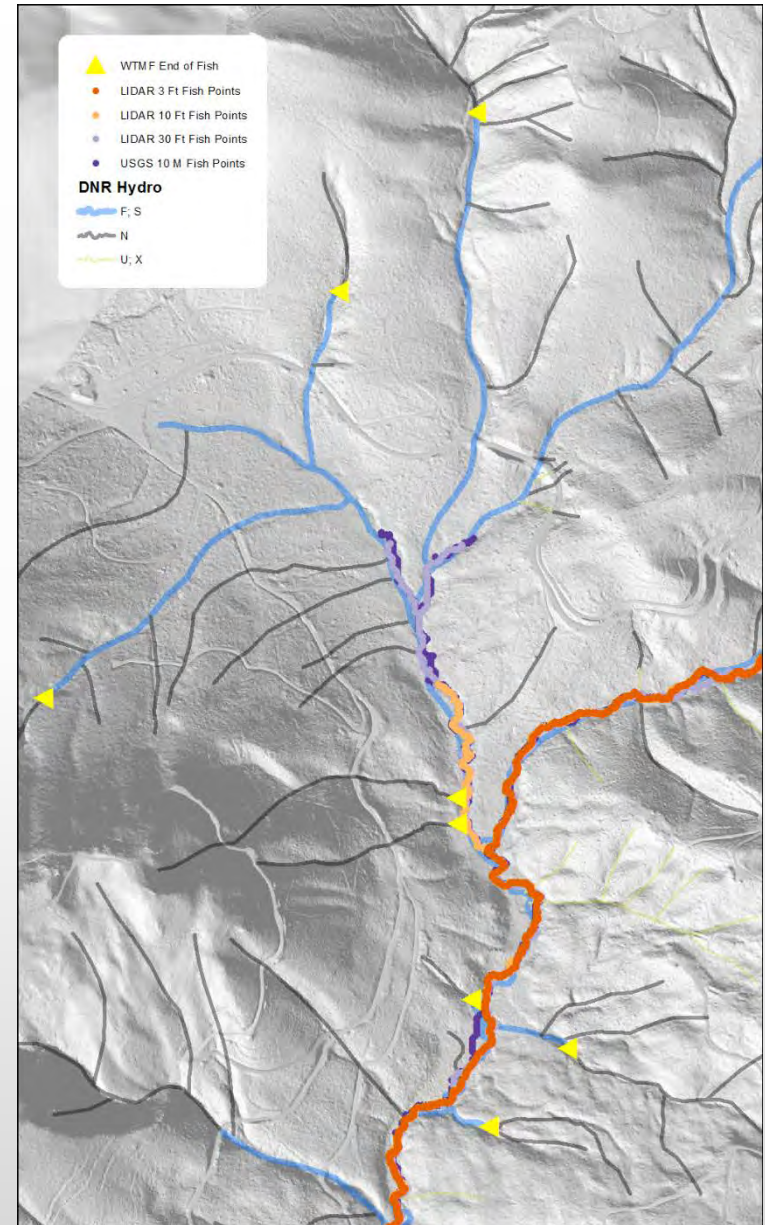 WTMF End of Fish
LIDAR 3 Ft Fish Points
LIDAR 10 Ft Fish Points
LIDAR 30 Ft Fish Points
USGS 10 M Fish Points
DNR Hydro
F; S
N
U; X